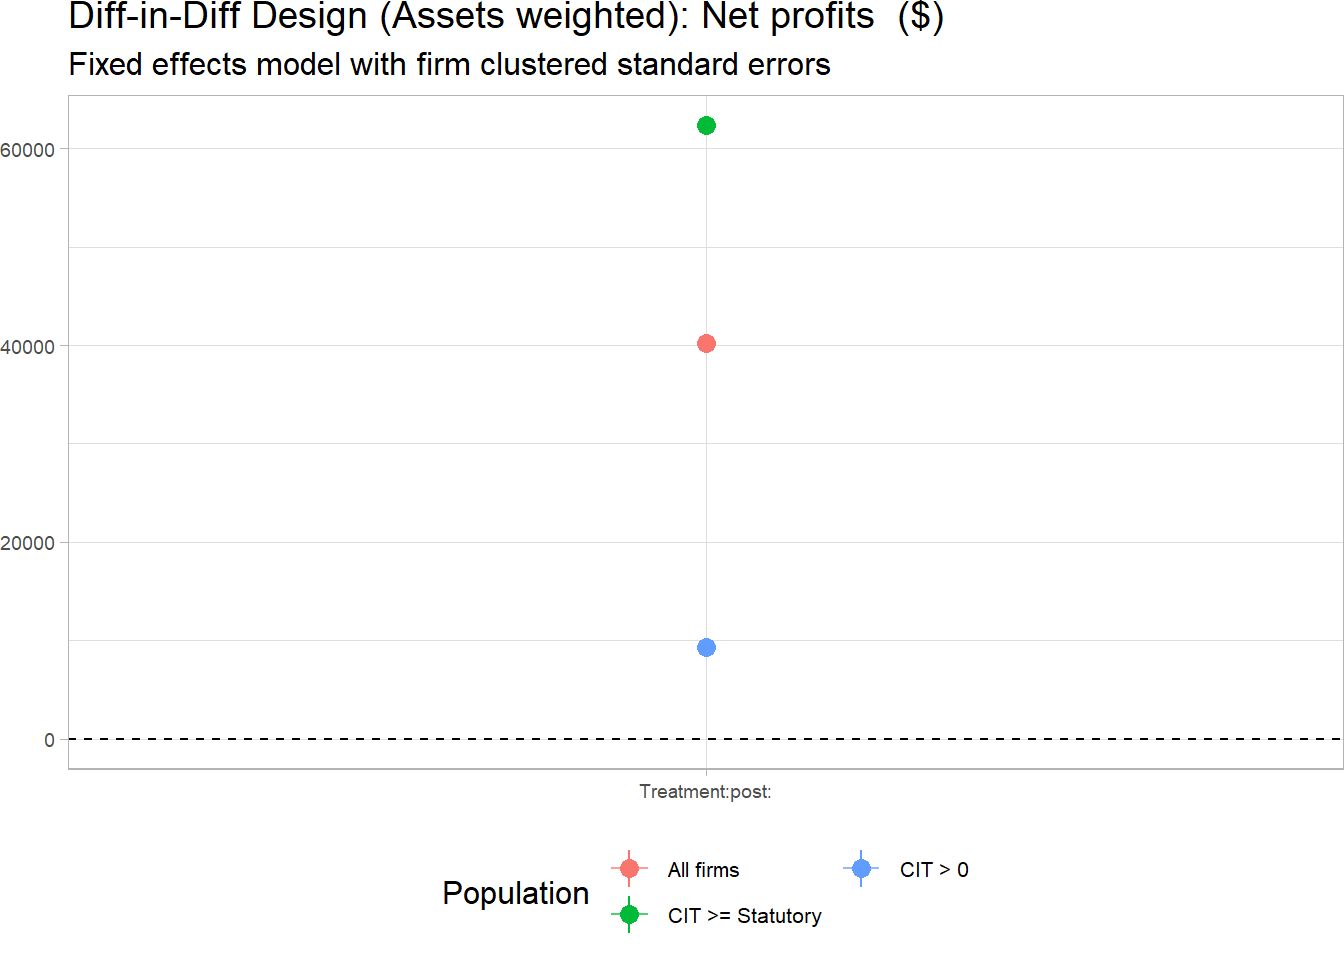 Diff-in-Diff Design (Assets weighted): Net profits  ($)
Fixed effects model with firm clustered standard errors
60000
40000
20000
0
Treatment:post:
Population
All firms
CIT > 0
CIT >= Statutory